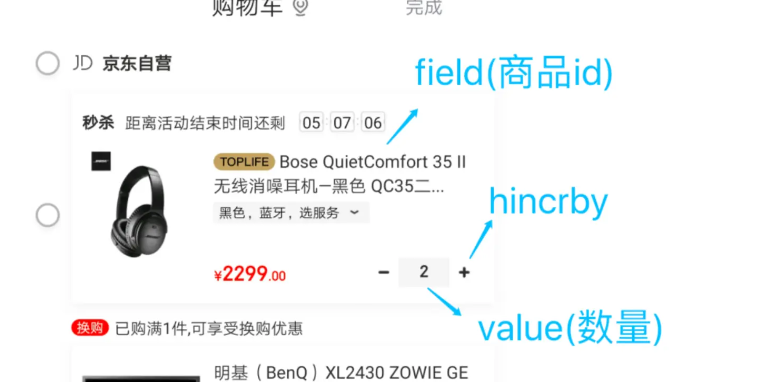 购物车 完成
JD 京东自营
field(商品id)
秒杀 距离活动结束时间还剩 05:07:06
TOPLIFE Bose QuietComfort 35 II
无线消噪耳机-黑色 QC35二...
黑色，蓝牙，选服务
hincrby
¥2299.00 - 2 +
换购 已购满1件,可享受换购优惠
value(数量)
明基（BenQ）XL2430 ZOWIE GE